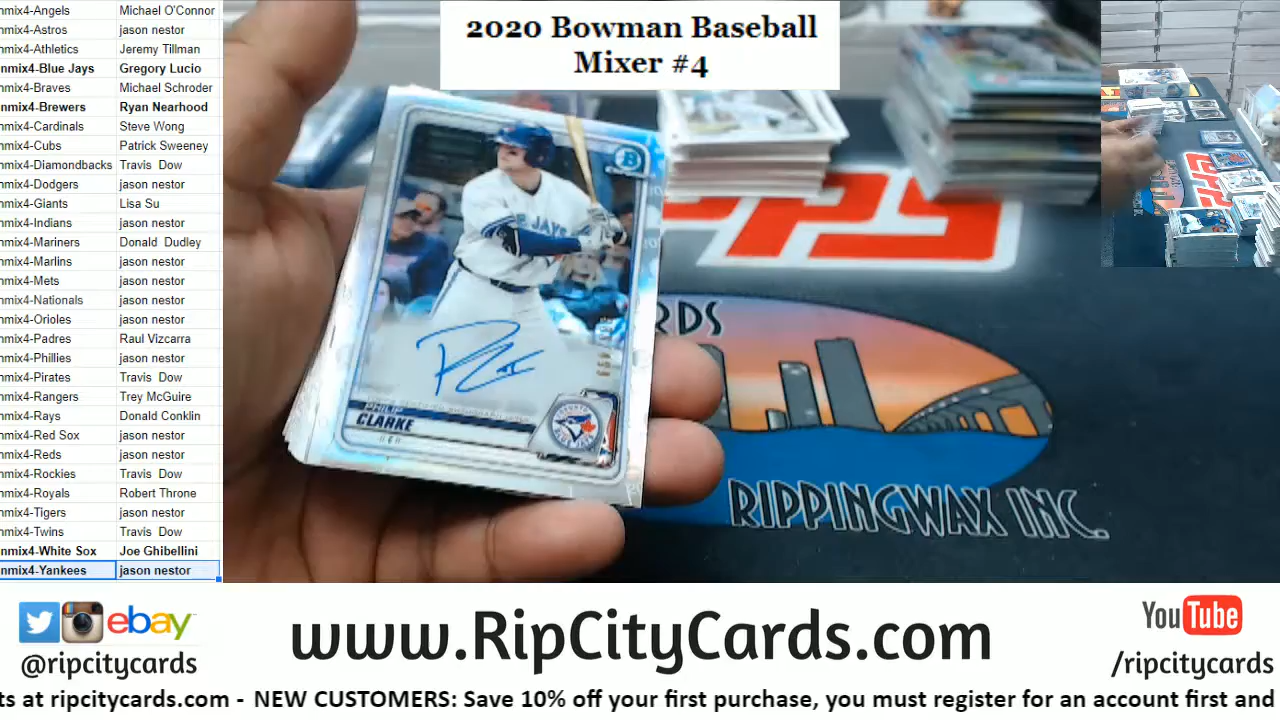 nmix4-Angels Michael O'Connor
nmix4-Astros jason nestor
nmix4-Athletics Jeremy Tillman
nmix4-Blue Jays Gregory Lucio
nmix4-Braves Michael Schroder
nmix4-Brewers Ryan Nearhood
nmix4-Cardinals Steve Wong
nmix4-Cubs Patrick Sweeney
nmix4-Diamondbacks Travis Dow
nmix4-Dodgers jason nestor
nmix4-Giants Lisa Su
nmix4-Indians jason nestor
nmix4-Mariners Donald Dudley
nmix4-Marlins jason nestor
nmix4-Mets jason nestor
nmix4-Nationals jason nestor
nmix4-Orioles jason nestor
nmix4-Padres Raul Vizcarra
nmix4-Phillies jason nestor
nmix4-Pirates Travis Dow
nmix4-Rangers Trey McGuire
nmix4-Rays Donald Conklin
nmix4-Red Sox jason nestor
nmix4-Reds jason nestor
nmix4-Rockies Travis Dow
nmix4-Royals Robert Throne
nmix4-Tigers jason nestor
nmix4-Twins Travis Dow
nmix4-White Sox Joe Ghibellini
nmix4-Yankees jason nestor
2020 Bowman Baseball
Mixer #4
B
JAYS
PHILIP
CLARKE
RDS
RIPPINGWAX INC.
ebay
@ripcitycards
www.RipCityCards.com
YouTube
/ripcitycards
ts at ripcitycards.com - NEW CUSTOMERS: Save 10% off your first purchase, you must register for an account first and